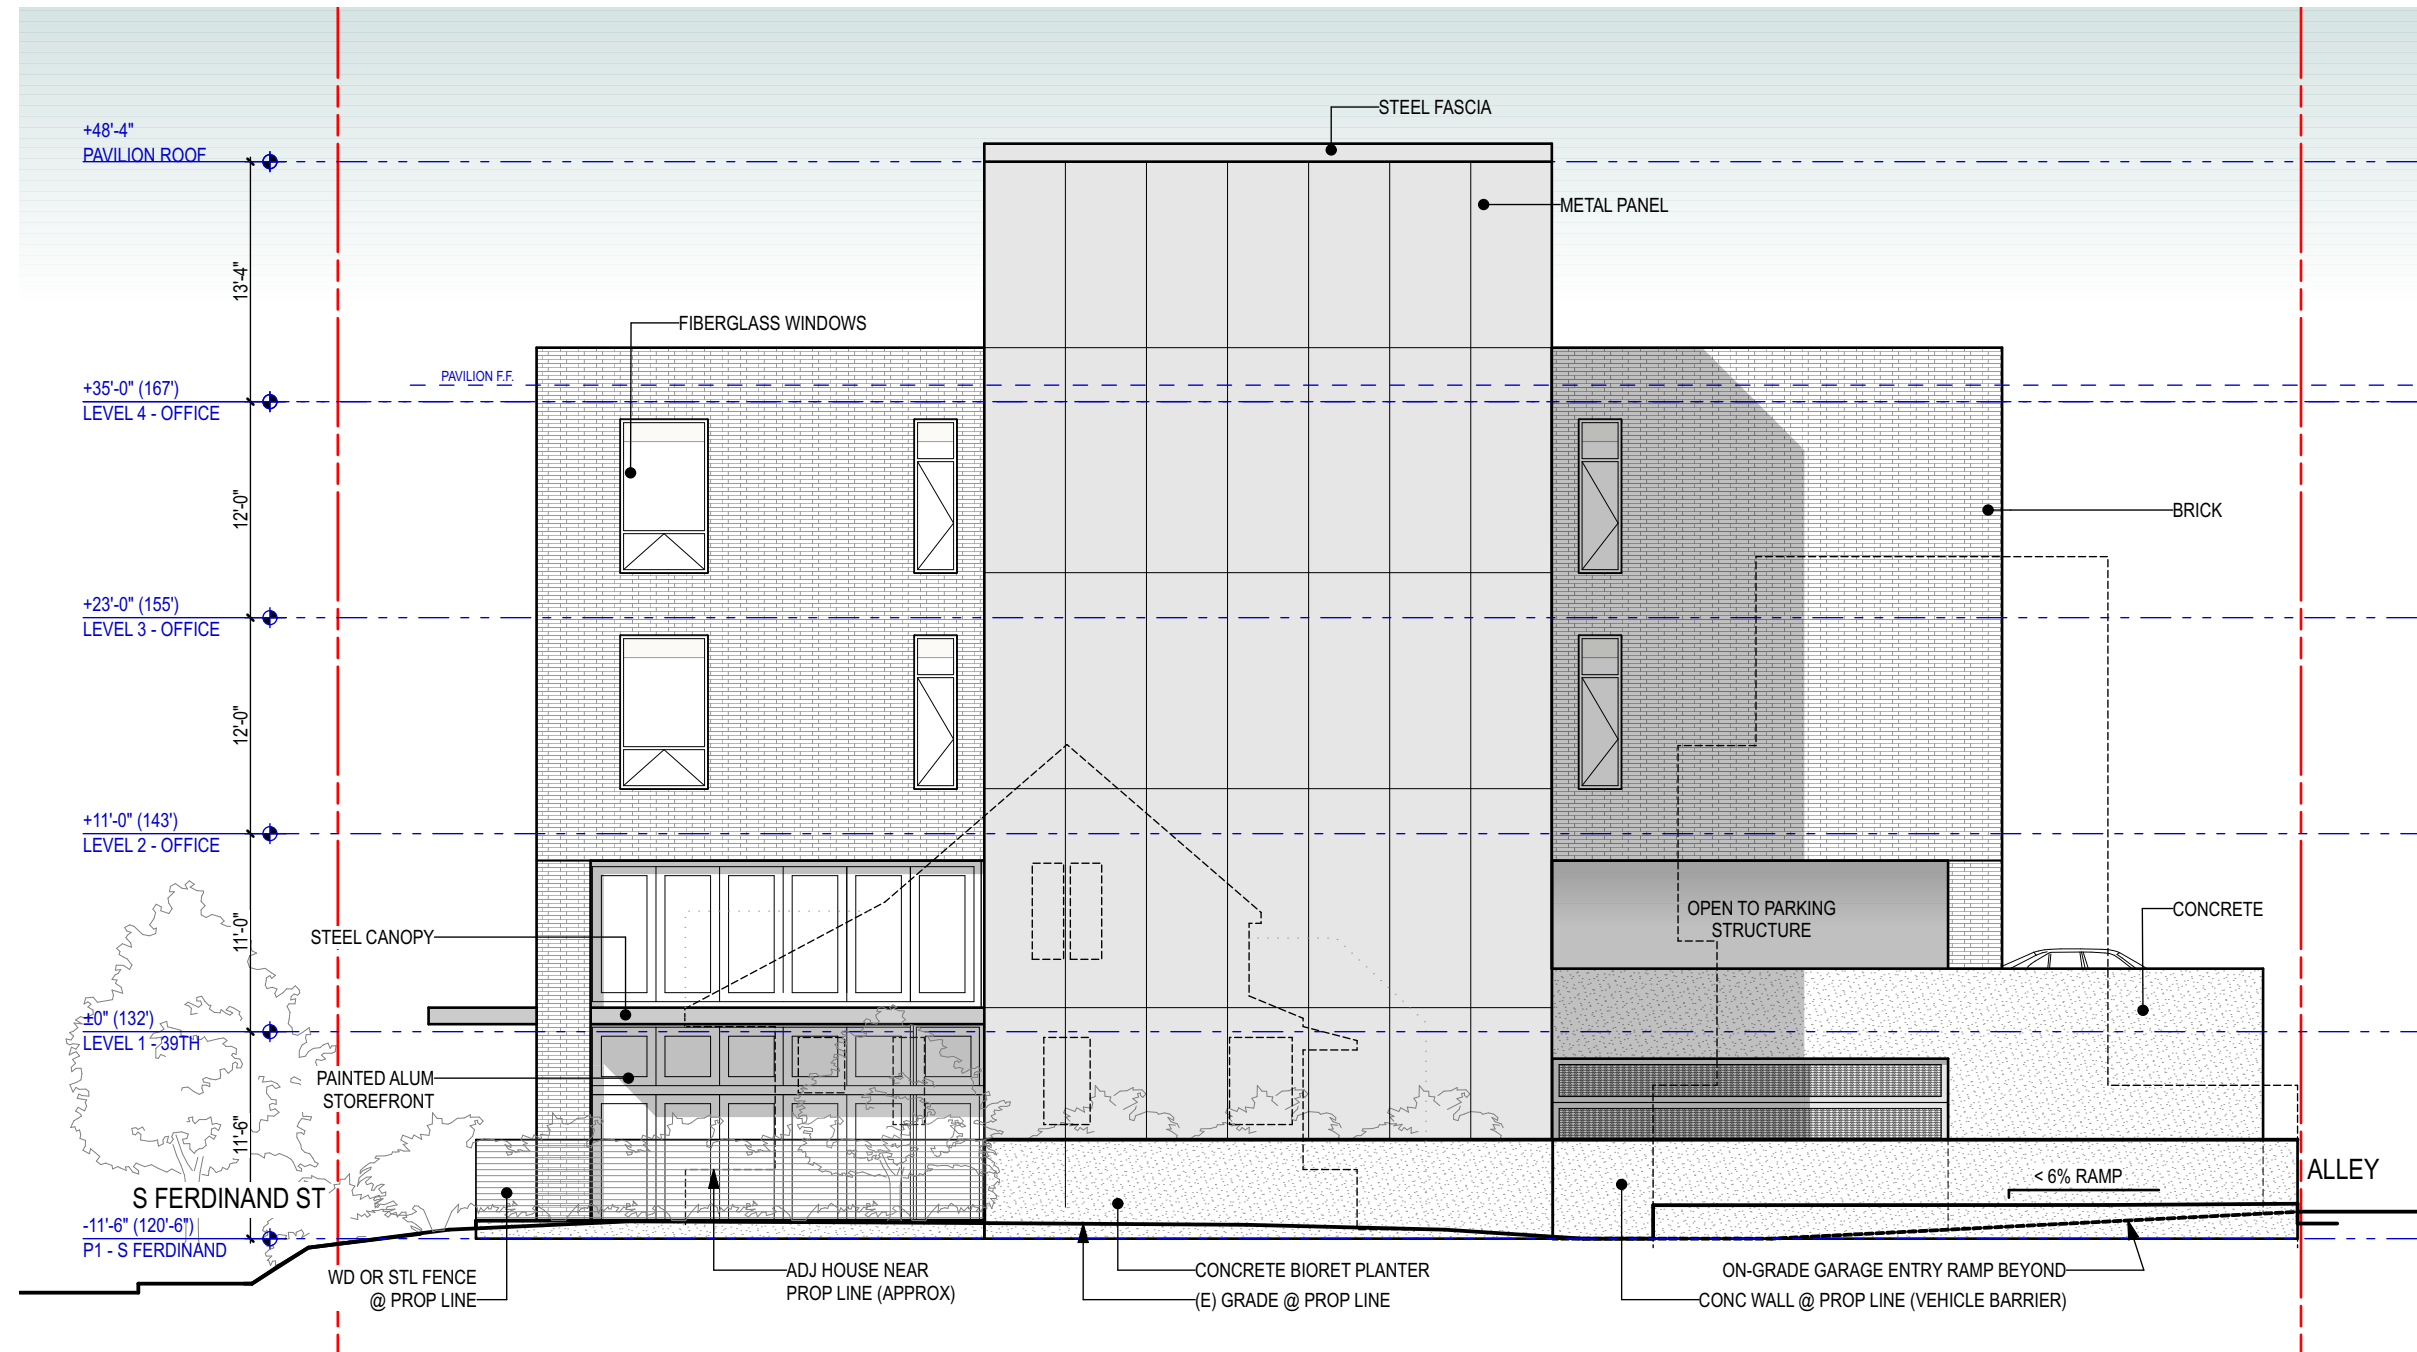 STEEL FASCIA
+48'-4"
PAVILION ROOF
METAL PANEL
13'-4"
FIBERGLASS WINDOWS
PAVILION F.F.
+35'-0" (167')
LEVEL 4 - OFFICE
12'-0"
BRICK
+23'-0" (155')
LEVEL 3 - OFFICE
12'-0"
+11'-0" (143')
LEVEL 2 - OFFICE
OPEN TO PARKING
STRUCTURE
CONCRETE
11'-0"
STEEL CANOPY
±0" (132')
LEVEL 1 - 39TH
PAINTED ALUM
STOREFRONT
11'-6"
< 6% RAMP
ALLEY
S FERDINAND ST
-11'-6" (120'-6")
P1 - S FERDINAND
WD OR STL FENCE
@ PROP LINE
ADJ HOUSE NEAR
PROP LINE (APPROX)
CONCRETE BIORET PLANTER
(E) GRADE @ PROP LINE
ON-GRADE GARAGE ENTRY RAMP BEYOND
CONC WALL @ PROP LINE (VEHICLE BARRIER)